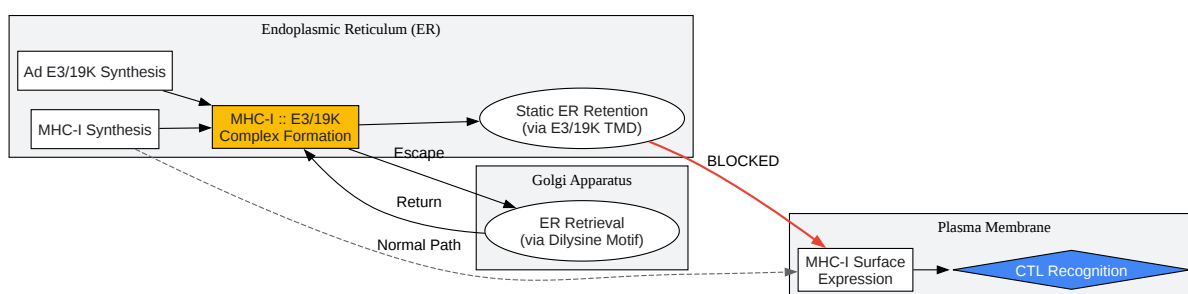 Endoplasmic Reticulum (ER)
Ad E3/19K Synthesis
MHC-I Synthesis
MHC-I :: E3/19K
Complex Formation
Static ER Retention
(via E3/19K TMD)
Escape
BLOCKED
Golgi Apparatus
Return
ER Retrieval
(via Dilysine Motif)
Normal Path
Plasma Membrane
MHC-I Surface
Expression
CTL Recognition